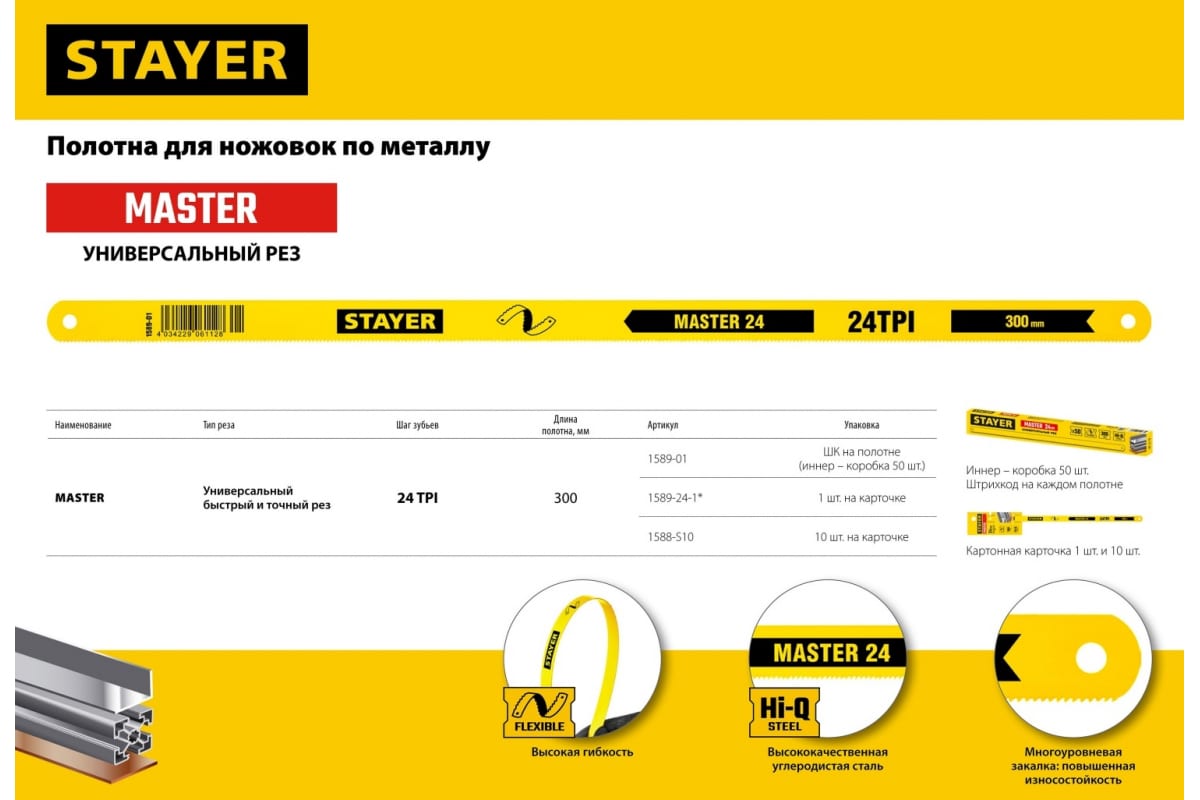 STAYER
Полотна для ножовок по металлу
MASTER
УНИВЕРСАЛЬНЫЙ РЕЗ
1589-01
4 034229 061128
STAYER
MASTER 24
24TPI
300 mm
Наименование
Тип реза
Шаг зубьев
Длина
полотна, мм
Артикул
Упаковка
MASTER
Универсальный
быстрый и точный рез
24 TPI
300
1589-01
ШК на полотне
(иннер – коробка 50 шт.)
1589-24-1*
1 шт. на карточке
1588-S10
10 шт. на карточке
STAYER
MASTER 24
Иннер – коробка 50 шт.
Штрихкод на каждом полотне
STAYER
Картонная карточка 1 шт. и 10 шт.
STAYER
FLEXIBLE
Высокая гибкость
MASTER 24
Hi-Q
STEEL
Высококачественная
углеродистая сталь
Многоуровневая
закалка: повышенная
износостойкость